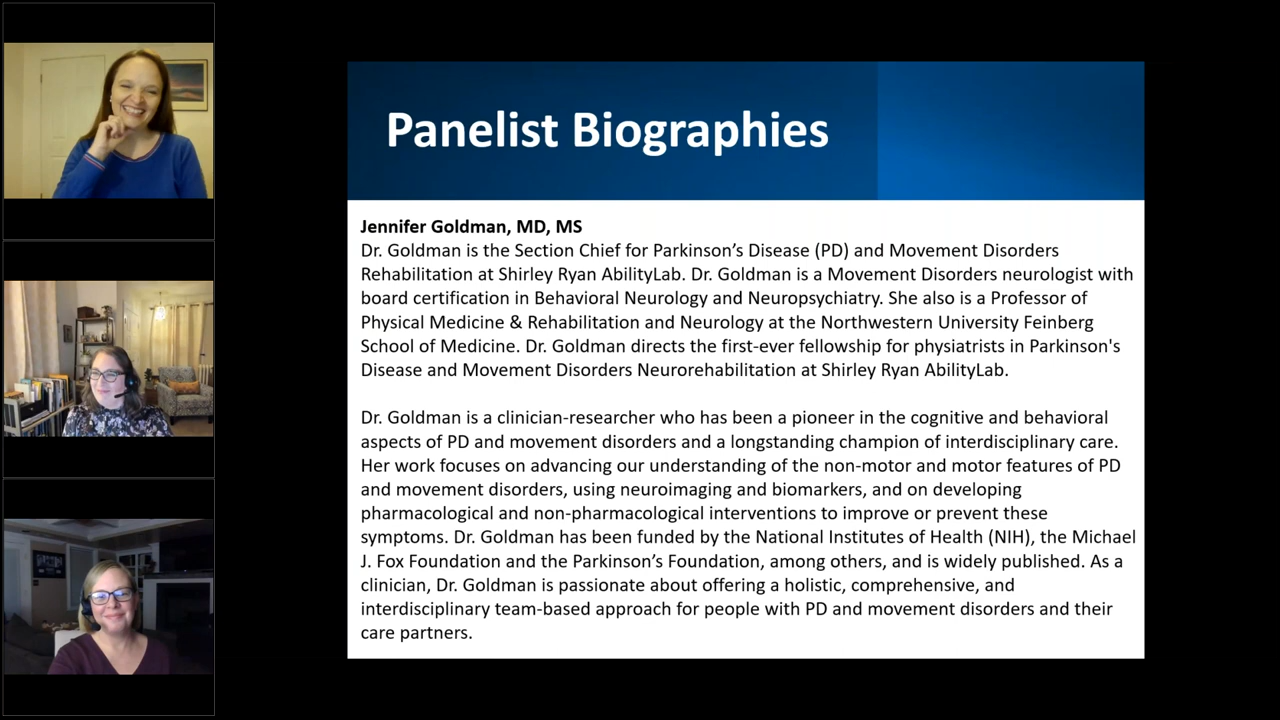 Panelist Biographies
Jennifer Goldman, MD, MS
Dr. Goldman is the Section Chief for Parkinson’s Disease (PD) and Movement Disorders
Rehabilitation at Shirley Ryan AbilityLab. Dr. Goldman is a Movement Disorders neurologist with
board certification in Behavioral Neurology and Neuropsychiatry. She also is a Professor of
Physical Medicine & Rehabilitation and Neurology at the Northwestern University Feinberg
School of Medicine. Dr. Goldman directs the first-ever fellowship for physiatrists in Parkinson's
Disease and Movement Disorders Neurorehabilitation at Shirley Ryan AbilityLab.
Dr. Goldman is a clinician-researcher who has been a pioneer in the cognitive and behavioral
aspects of PD and movement disorders and a longstanding champion of interdisciplinary care.
Her work focuses on advancing our understanding of the non-motor and motor features of PD
and movement disorders, using neuroimaging and biomarkers, and on developing
pharmacological and non-pharmacological interventions to improve or prevent these
symptoms. Dr. Goldman has been funded by the National Institutes of Health (NIH), the Michael
J. Fox Foundation and the Parkinson’s Foundation, among others, and is widely published. As a
clinician, Dr. Goldman is passionate about offering a holistic, comprehensive, and
interdisciplinary team-based approach for people with PD and movement disorders and their
care partners.